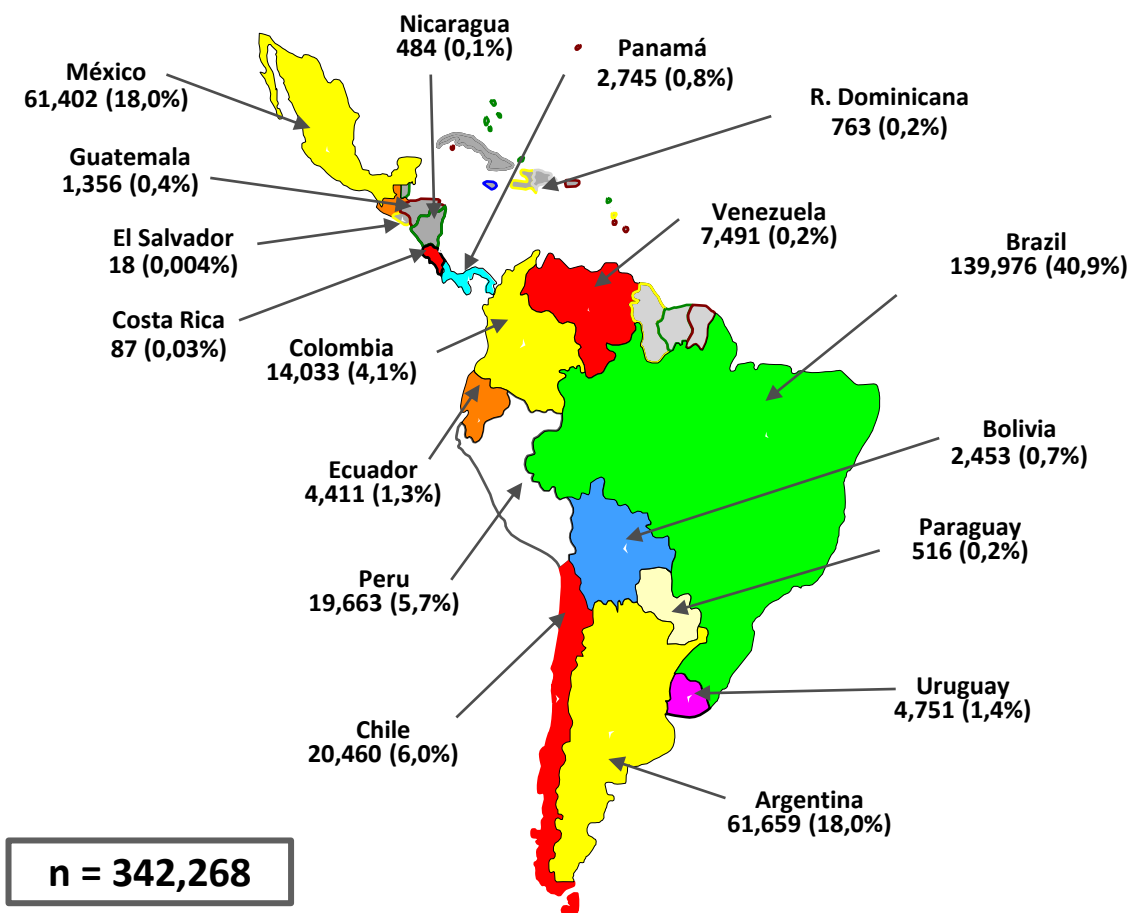 Nicaragua
484 (0,1%)
Panamá
2,745 (0,8%)
México
61,402 (18,0%)
R. Dominicana
763 (0,2%)
Guatemala
1,356 (0,4%)
Venezuela
7,491 (0,2%)
El Salvador
18 (0,004%)
Brazil
139,976 (40,9%)
Costa Rica
87 (0,03%)
Colombia
14,033 (4,1%)
Bolivia
2,453 (0,7%)
Ecuador
4,411 (1,3%)
Paraguay
516 (0,2%)
Peru
19,663 (5,7%)
Uruguay
4,751 (1,4%)
Chile
20,460 (6,0%)
Argentina
61,659 (18,0%)
n = 342,268